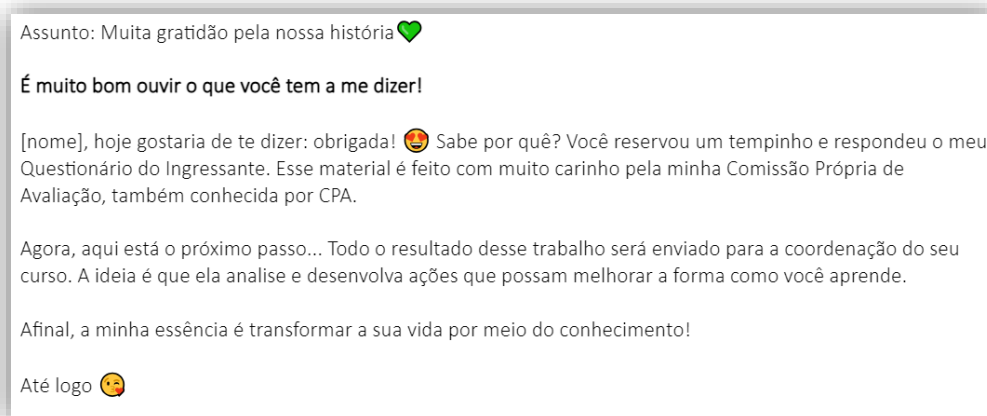 Assunto: Muita gratidão pela nossa história💚
É muito bom ouvir o que você tem a me dizer!
[nome], hoje gostaria de te dizer: obrigada! 😍 Sabe por quê? Você reservou um tempinho e respondeu o meu
Questionário do Ingressante. Esse material é feito com muito carinho pela minha Comissão Própria de
Avaliação, também conhecida por CPA.
Agora, aqui está o próximo passo... Todo o resultado desse trabalho será enviado para a coordenação do seu
curso. A ideia é que ela analise e desenvolva ações que possam melhorar a forma como você aprende.
Afinal, a minha essência é transformar a sua vida por meio do conhecimento!
Até logo 😘